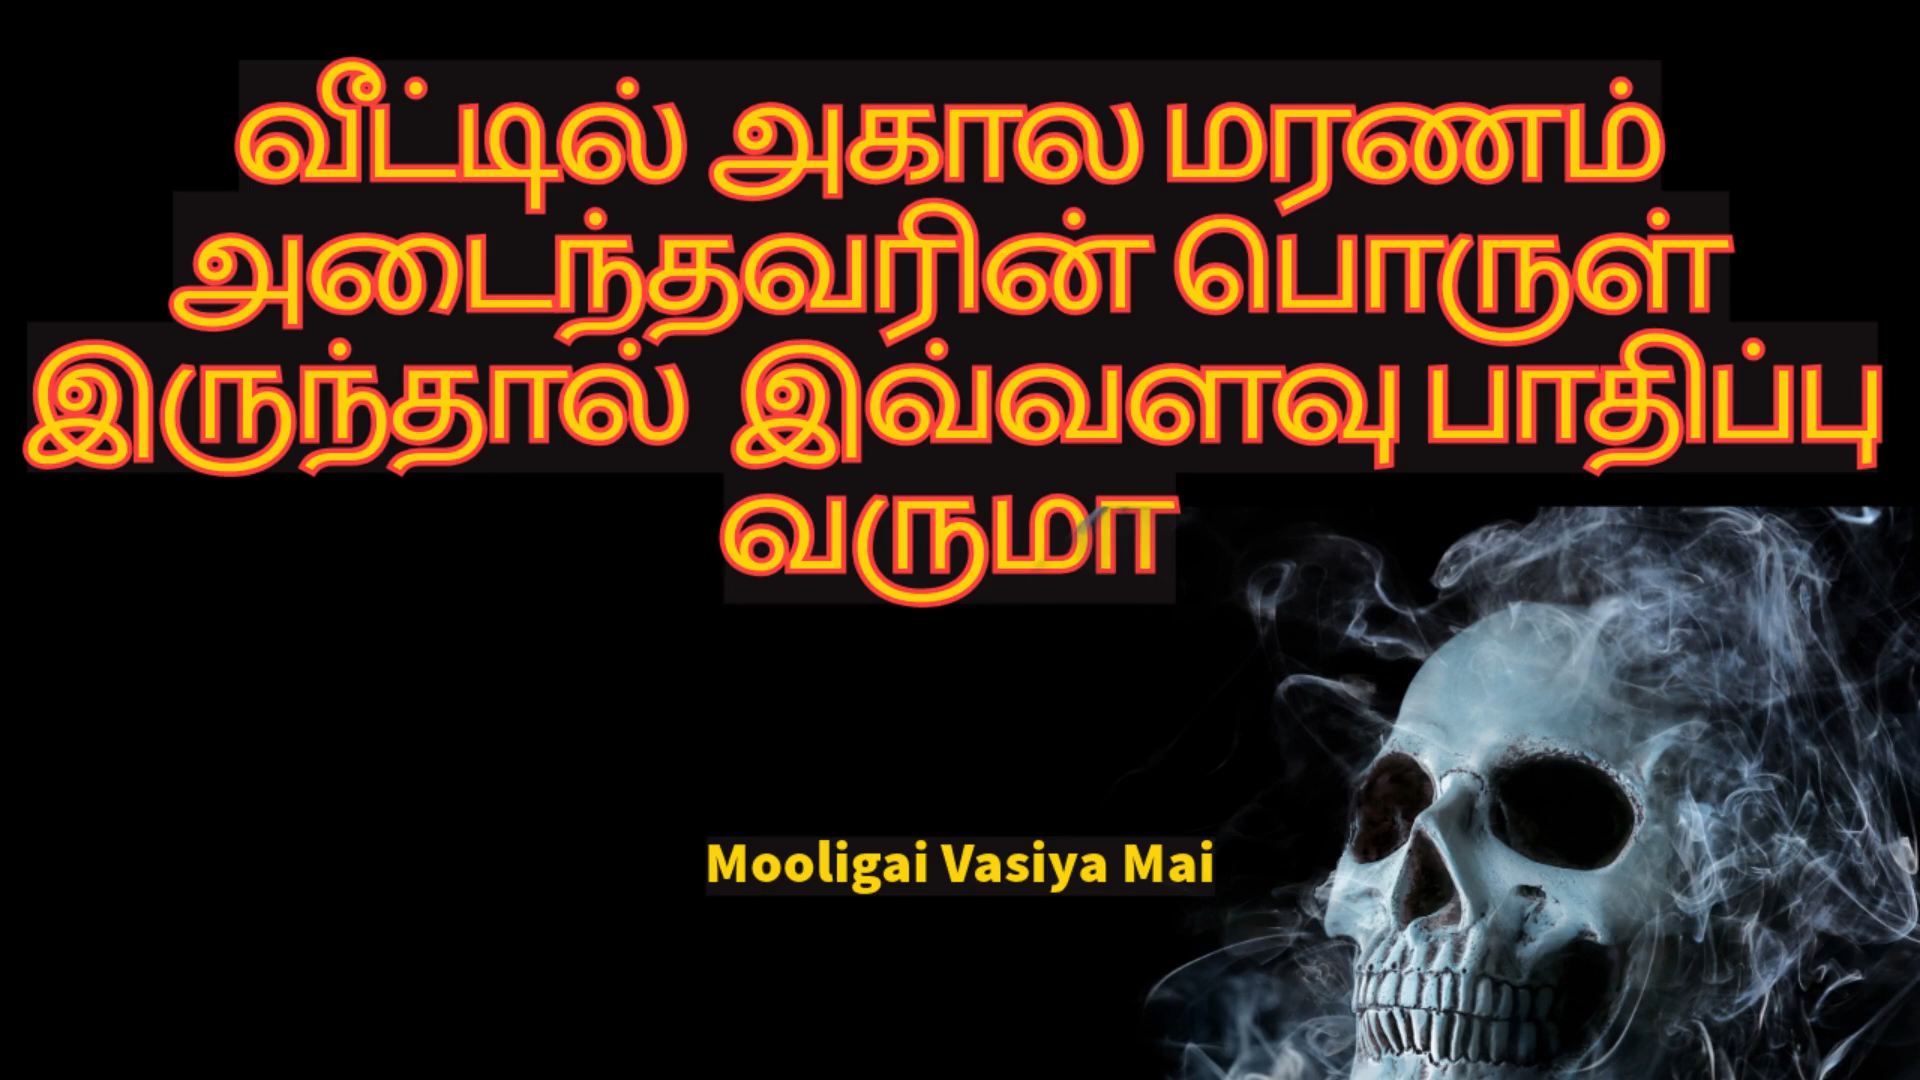 வீட்டில் அகால மரணம்
அடைந்தவரின் பொருள்
இருந்தால் இவ்வளவு பாதிப்பு
வருமா
Mooligai Vasiya Mai